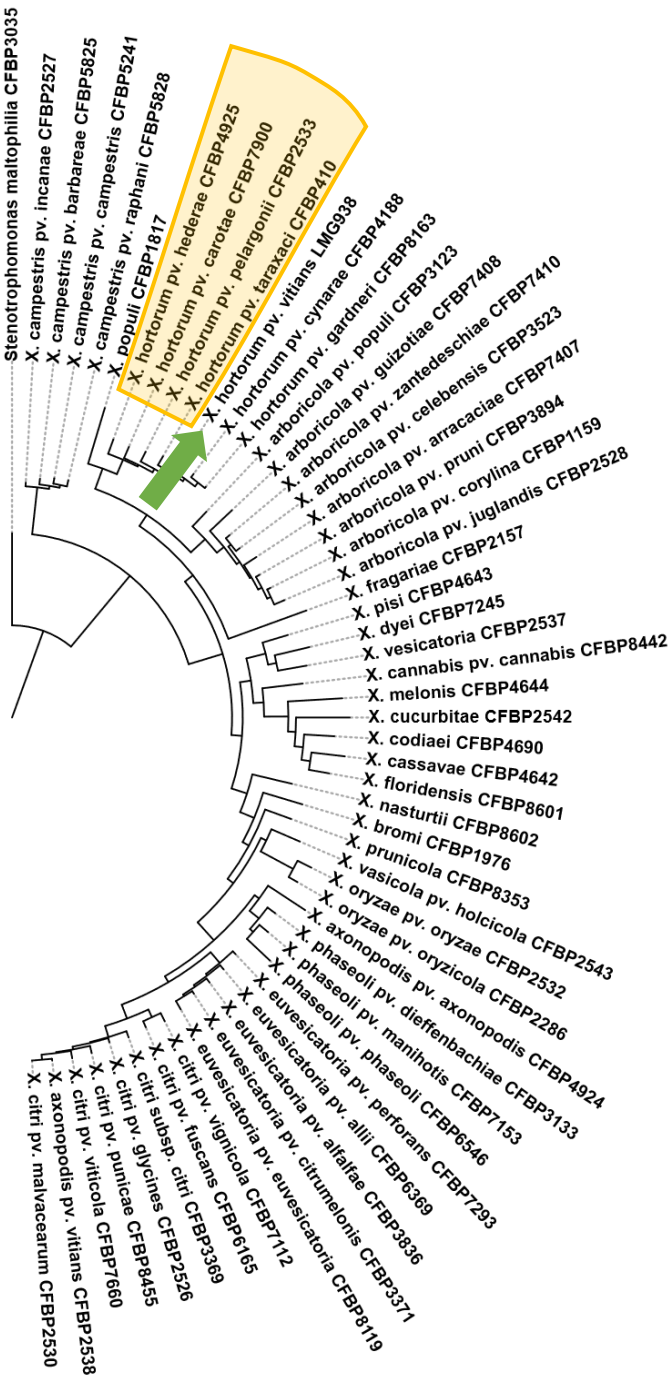 Stenotrophomonas maltophilia CFBP3035
X. campestris pv. incanae CFBP2527
X. campestris pv. barbareae CFBP5825
X. campestris pv. campestris CFBP5241
X. campestris pv. raphani CFBP5828
X. populi CFBP1817
X. hortorum pv. hederae CFBP4925
X. hortorum pv. carotae CFBP7900
X. hortorum pv. pelargonii CFBP2533
X. hortorum pv. taraxaci CFBP410
X. hortorum pv. vitians LMG938
X. hortorum pv. cynarae CFBP4188
X. hortorum pv. gardneri CFBP8163
X. arboricola pv. populi CFBP3123
X. arboricola pv. guizotiae CFBP7408
X. arboricola pv. zantedeschiae CFBP7410
X. arboricola pv. celebensis CFBP3523
X. arboricola pv. arracaciae CFBP7407
X. arboricola pv. pruni CFBP3894
X. arboricola pv. corylina CFBP1159
X. arboricola pv. juglandis CFBP2528
X. fragariae CFBP2157
X. pisi CFBP4643
X. dyei CFBP7245
X. vesicatoria CFBP2537
X. cannabis pv. cannabis CFBP8442
X. melonis CFBP4644
X. cucurbitae CFBP2542
X. codiaei CFBP4690
X. cassavae CFBP4642
X. floridensis CFBP8601
X. nasturtii CFBP8602
X. bromi CFBP1976
X. prunicola CFBP8353
X. vasicola pv. holcicola CFBP2543
X. oryzae pv. oryzae CFBP2532
X. oryzae pv. oryzicola CFBP2286
X. axonopodis pv. axonopodis CFBP4924
X. phaseoli pv. dieffenbachiae CFBP3133
X. phaseoli pv. manihotis CFBP7153
X. phaseoli pv. phaseoli CFBP6546
X. euvesicatoria pv. perforans CFBP7293
X. euvesicatoria pv. allii CFBP6369
X. euvesicatoria pv. alfalfae CFBP3836
X. euvesicatoria pv. citrumelonis CFBP3371
X. euvesicatoria pv. euvesicatoria CFBP8119
X. citri pv. vignicola CFBP7112
X. citri pv. fuscans CFBP6165
X. citri subsp. citri CFBP3369
X. citri pv. glycines CFBP2526
X. citri pv. punicae CFBP8455
X. citri pv. viticola CFBP7660
X. axonopodis pv. vitians CFBP2538
X. citri pv. malvacearum CFBP2530